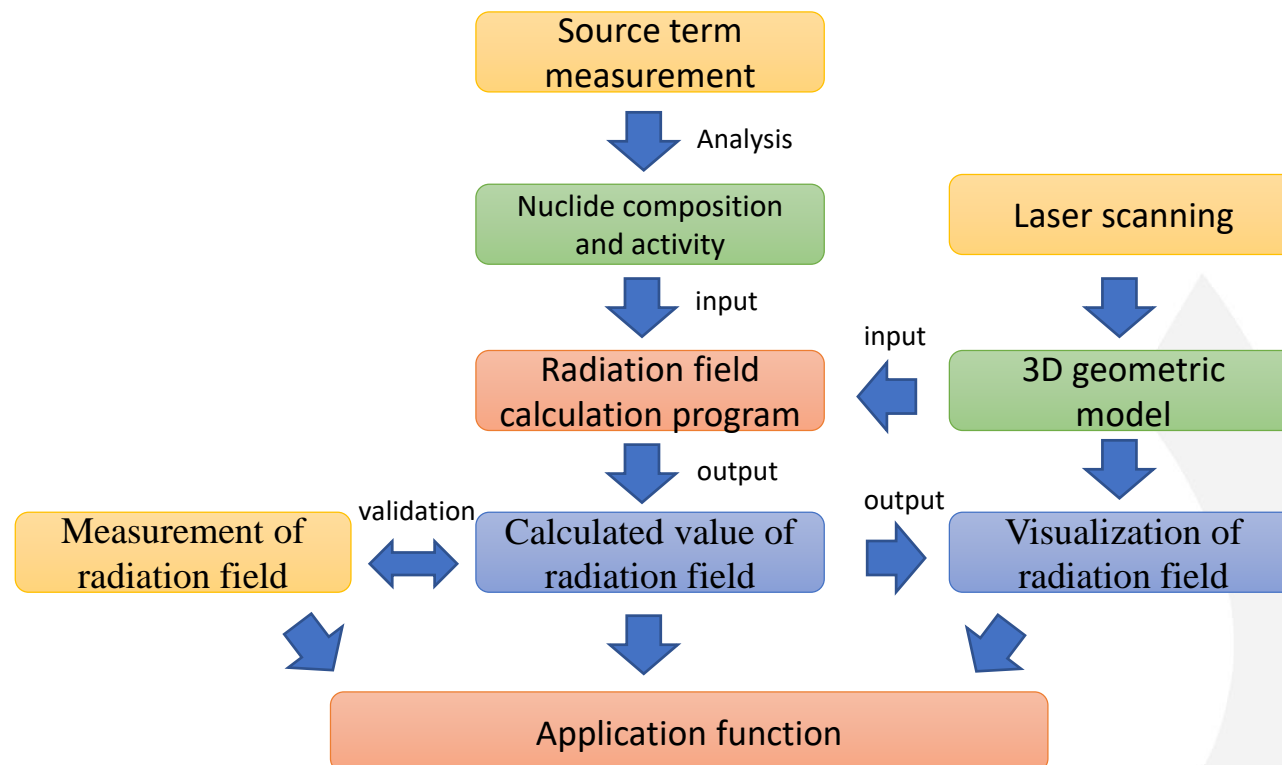 Source term
measurement
Analysis
Nuclide composition
and activity
Laser scanning
input
input
Radiation field
calculation program
3D geometric
model
output
validation
output
Measurement of
radiation field
Calculated value of
radiation field
Visualization of
radiation field
Application function